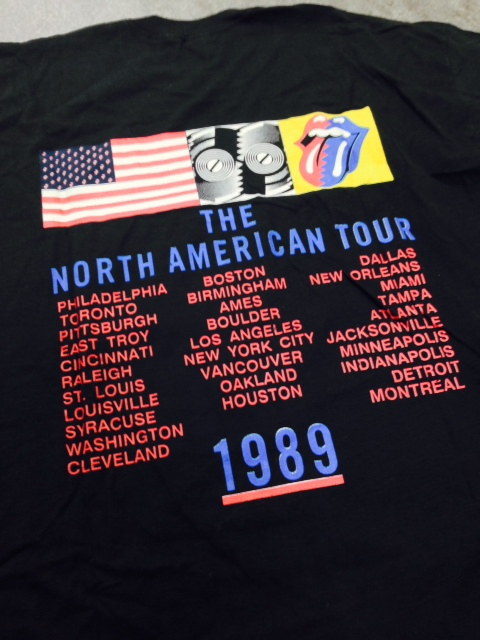 THE
NORTH AMERICAN TOUR
PHILADELPHIA
TORONTO
PITTSBURGH
EAST TROY
CINCINNATI
RALEIGH
ST. LOUIS
LOUISVILLE
SYRACUSE
WASHINGTON
CLEVELAND
BOSTON
BIRMINGHAM
AMES
BOULDER
LOS ANGELES
NEW YORK CITY
VANCOUVER
OAKLAND
HOUSTON
DALLAS
NEW ORLEANS
MIAMI
TAMPA
ATLANTA
JACKSONVILLE
MINNEAPOLIS
INDIANAPOLIS
DETROIT
MONTREAL
1989